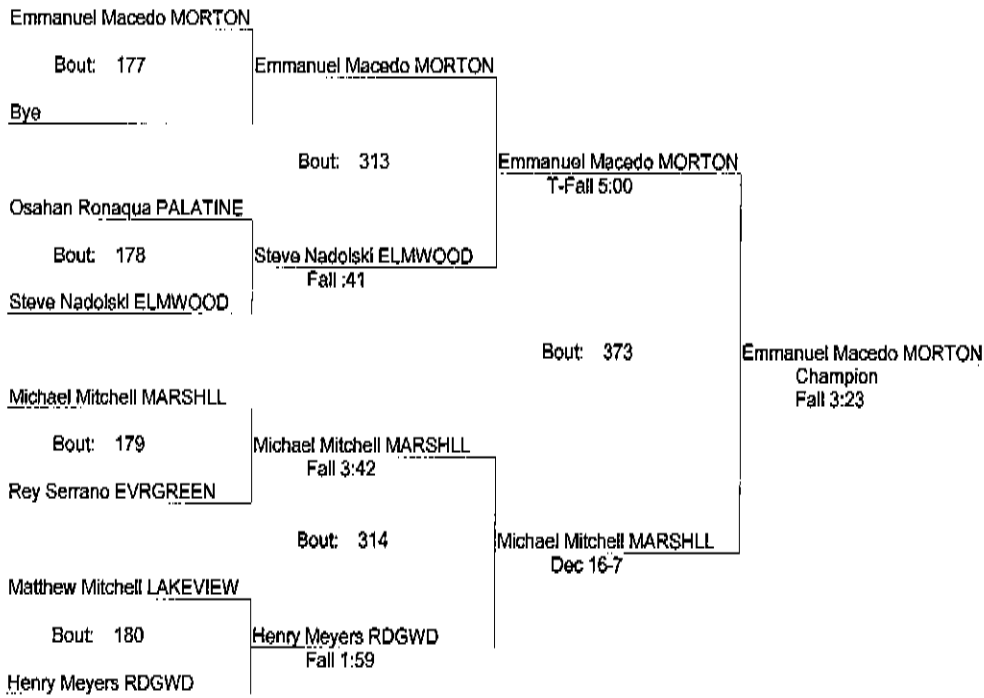 Emmanuel Macedo MORTON
Bout: 177
Emmanuel Macedo MORTON
Bye
Bout: 313
Emmanuel Macedo MORTON
T-Fall 5:00
Osahan Ronaqua PALATINE
Bout: 178
Steve Nadolski ELMWOOD
Fall :41
Steve Nadolski ELMWOOD
Bout: 373
Emmanuel Macedo MORTON
Champion
Fall 3:23
Michael Mitchell MARSHLL
Bout: 179
Michael Mitchell MARSHLL
Fall 3:42
Rey Serrano EVRGREEN
Bout: 314
Michael Mitchell MARSHLL
Dec 16-7
Matthew Mitchell LAKEVIEW
Bout: 180
Henry Meyers RDGWD
Fall 1:59
Henry Meyers RDGWD